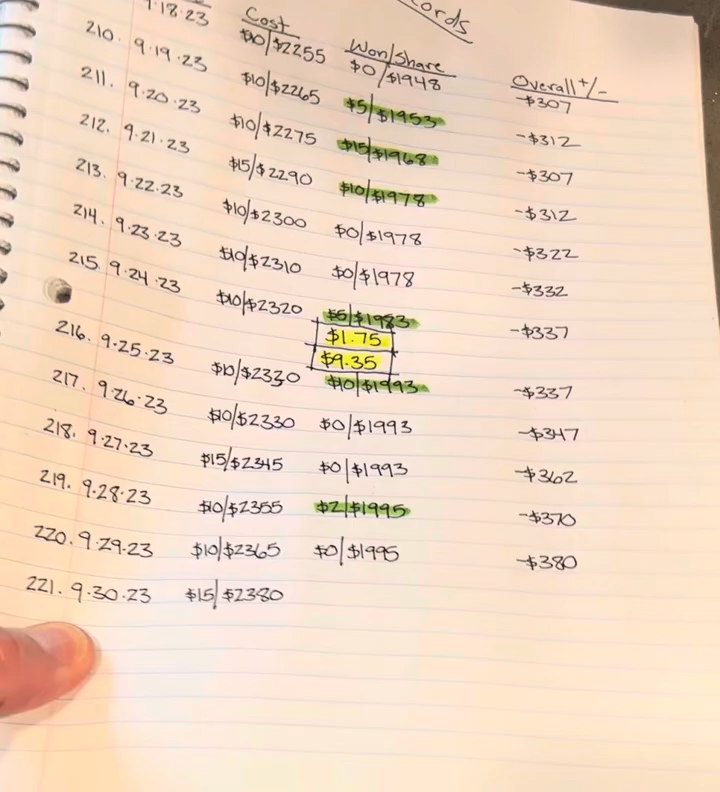 ords
Cost Won/Share Overall +/-
·18·23 $10/$2255 $0/$1948 -$307
210. 9·19·23 $10/$2265 $5/$1953 -$312
211. 9·20·23 $10/$2275 $15/$1968 -$307
212. 9·21·23 $15/$2290 $10/$1978 -$312
213. 9·22·23 $10/$2300 $0/$1978 -$322
214. 9·23·23 $10/$2310 $0/$1978 -$332
215. 9·24·23 $10/$2320 $5/$1983 -$337
$1.75
$9.35
216. 9·25·23 $10/$2330 $10/$1993 -$337
217. 9·26·23 $10/$2330 $0/$1993 -$347
218. 9·27·23 $15/$2345 $0/$1993 -$362
219. 9·28·23 $10/$2355 $2/$1995 -$370
220. 9·29·23 $10/$2365 $0/$1995 -$380
221. 9·30·23 $15/$2380